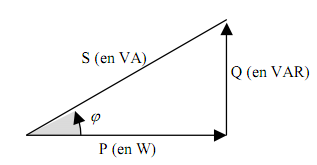 S (en VA)
Q (en VAR)
φ
P (en W)